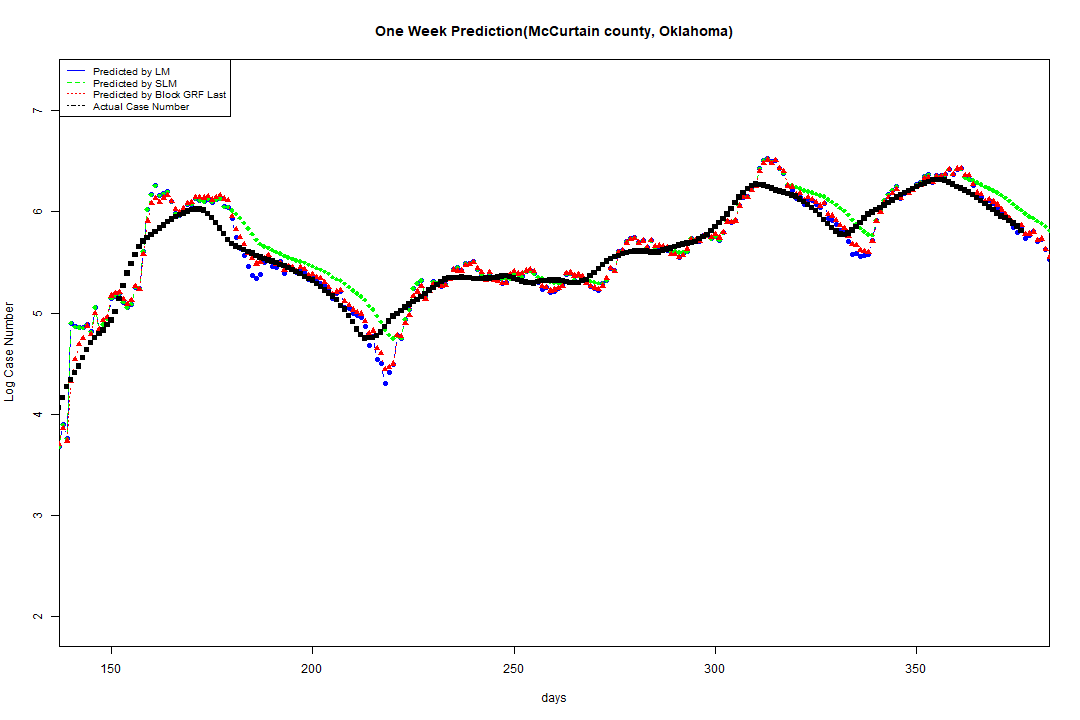 One Week Prediction(McCurtain county, Oklahoma)
Predicted by LM
Predicted by SLM
Predicted by Block GRF Last
Actual Case Number
7
6
5
4
3
2
Log Case Number
150 200 250 300 350
days